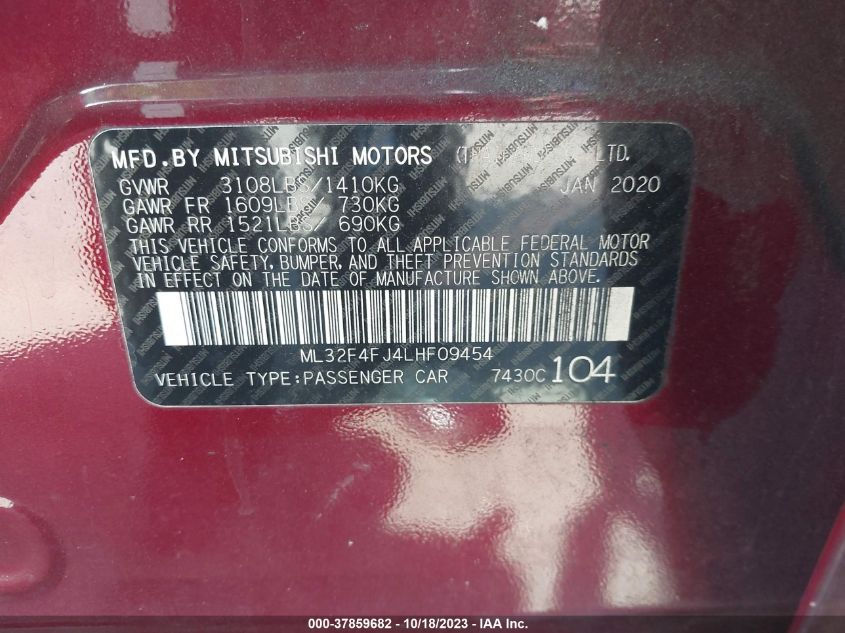 MFD.BY MITSUBISHI MOTORS LTD.
GVWR 3108LBS/1410KG JAN 2020
GAWR FR 1609LBS/ 730KG
GAWR RR 1521LBS/ 690KG
THIS VEHICLE CONFORMS TO ALL APPLICABLE FEDERAL MOTOR
VEHICLE SAFETY, BUMPER, AND THEFT PREVENTION STANDARDS
IN EFFECT ON THE DATE OF MANUFACTURE SHOWN ABOVE.
ML32F4FJ4LHF09454
VEHICLE TYPE:PASSENGER CAR 7430C 104
000-37859682 - 10/18/2023 - IAA Inc.